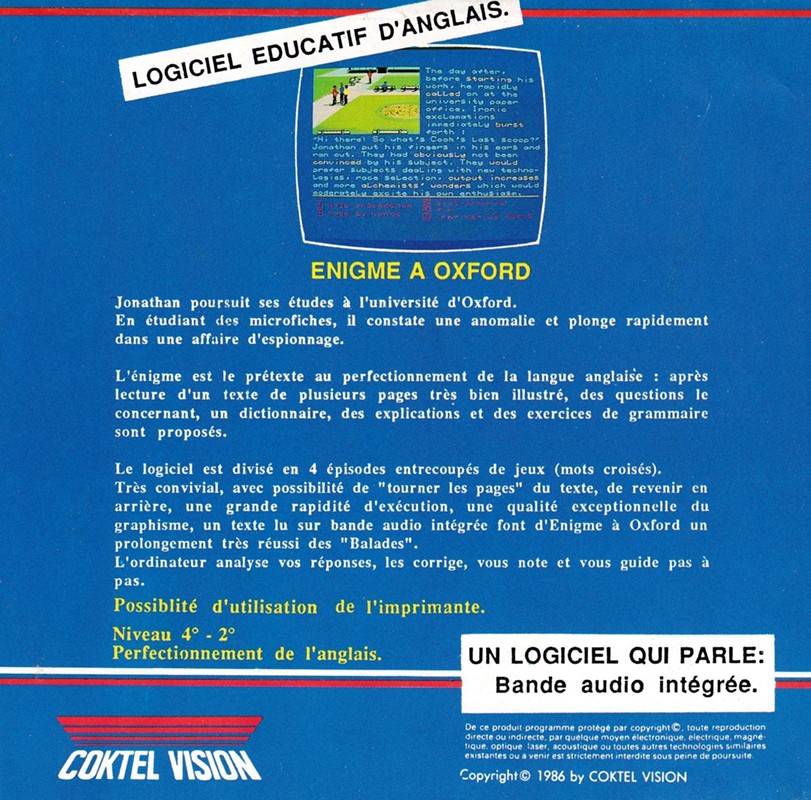 LOGICIEL EDUCATIF D'ANGLAIS.
The day after,
before starting his
work, he rapidly
called on at the
university paper
office. Ironic
exclamations
immediately burst
forth :
"Hi there! So what's Cook's last scoop?"
Jonathan put his fingers in his ears and
ran out. They had obviously not been
convinced by his subject. They would
prefer subjects dealing with new techno-
logies, race selection, output increases
and more alchemists' wonders which would
moderately excite his own enthusiasm.
ENIGME A OXFORD
Jonathan poursuit ses études à l'université d'Oxford.
En étudiant des microfiches, il constate une anomalie et plonge rapidement
dans une affaire d'espionnage.
L'énigme est le prétexte au perfectionnement de la langue anglaise : après
lecture d'un texte de plusieurs pages très bien illustré, des questions le
concernant, un dictionnaire, des explications et des exercices de grammaire
sont proposés.
Le logiciel est divisé en 4 épisodes entrecoupés de jeux (mots croisés).
Très convivial, avec possibilité de "tourner les pages" du texte, de revenir en
arrière, une grande rapidité d'exécution, une qualité exceptionnelle du
graphisme, un texte lu sur bande audio intégrée font d'Enigme à Oxford un
prolongement très réussi des "Balades".
L'ordinateur analyse vos réponses, les corrige, vous note et vous guide pas à
pas.
Possiblité d'utilisation de l'imprimante.
Niveau 4° - 2°
Perfectionnement de l'anglais.
UN LOGICIEL QUI PARLE:
Bande audio intégrée.
COKTEL VISION
De ce produit-programme protégé par copyright ©, toute reproduction
directe ou indirecte, par quelque moyen électronique, électrique, magné-
tique, optique, laser, acoustique ou toutes autres technologies similaires
existantes ou à venir est strictement interdite sous peine de poursuite.
Copyright © 1986 by COKTEL VISION